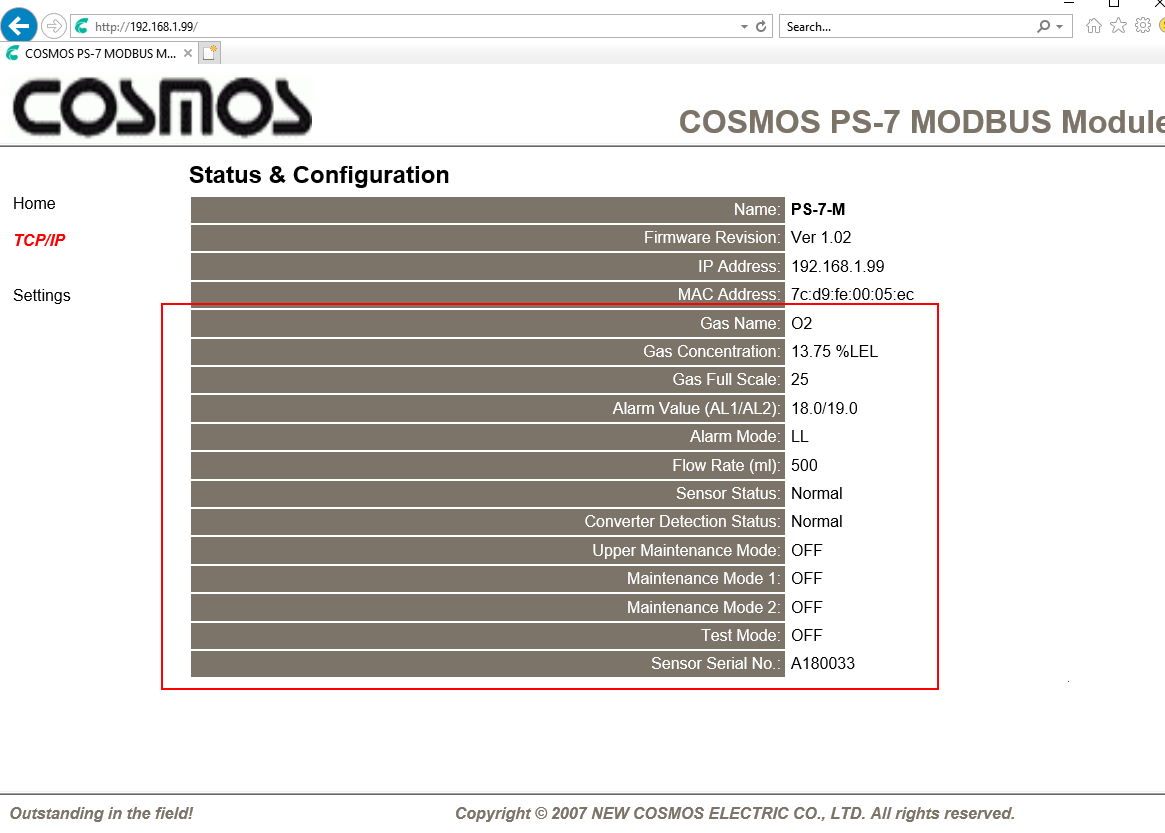 http://192.168.1.99/
Search...
COSMOS PS-7 MODBUS M...
COSMOS
COSMOS PS-7 MODBUS Module
Status & Configuration
Home
TCP/IP
Settings
Name: PS-7-M
Firmware Revision: Ver 1.02
IP Address: 192.168.1.99
MAC Address: 7c:d9:fe:00:05:ec
Gas Name: O2
Gas Concentration: 13.75 %LEL
Gas Full Scale: 25
Alarm Value (AL1/AL2): 18.0/19.0
Alarm Mode: LL
Flow Rate (ml): 500
Sensor Status: Normal
Converter Detection Status: Normal
Upper Maintenance Mode: OFF
Maintenance Mode 1: OFF
Maintenance Mode 2: OFF
Test Mode: OFF
Sensor Serial No.: A180033
Outstanding in the field!
Copyright © 2007 NEW COSMOS ELECTRIC CO., LTD. All rights reserved.